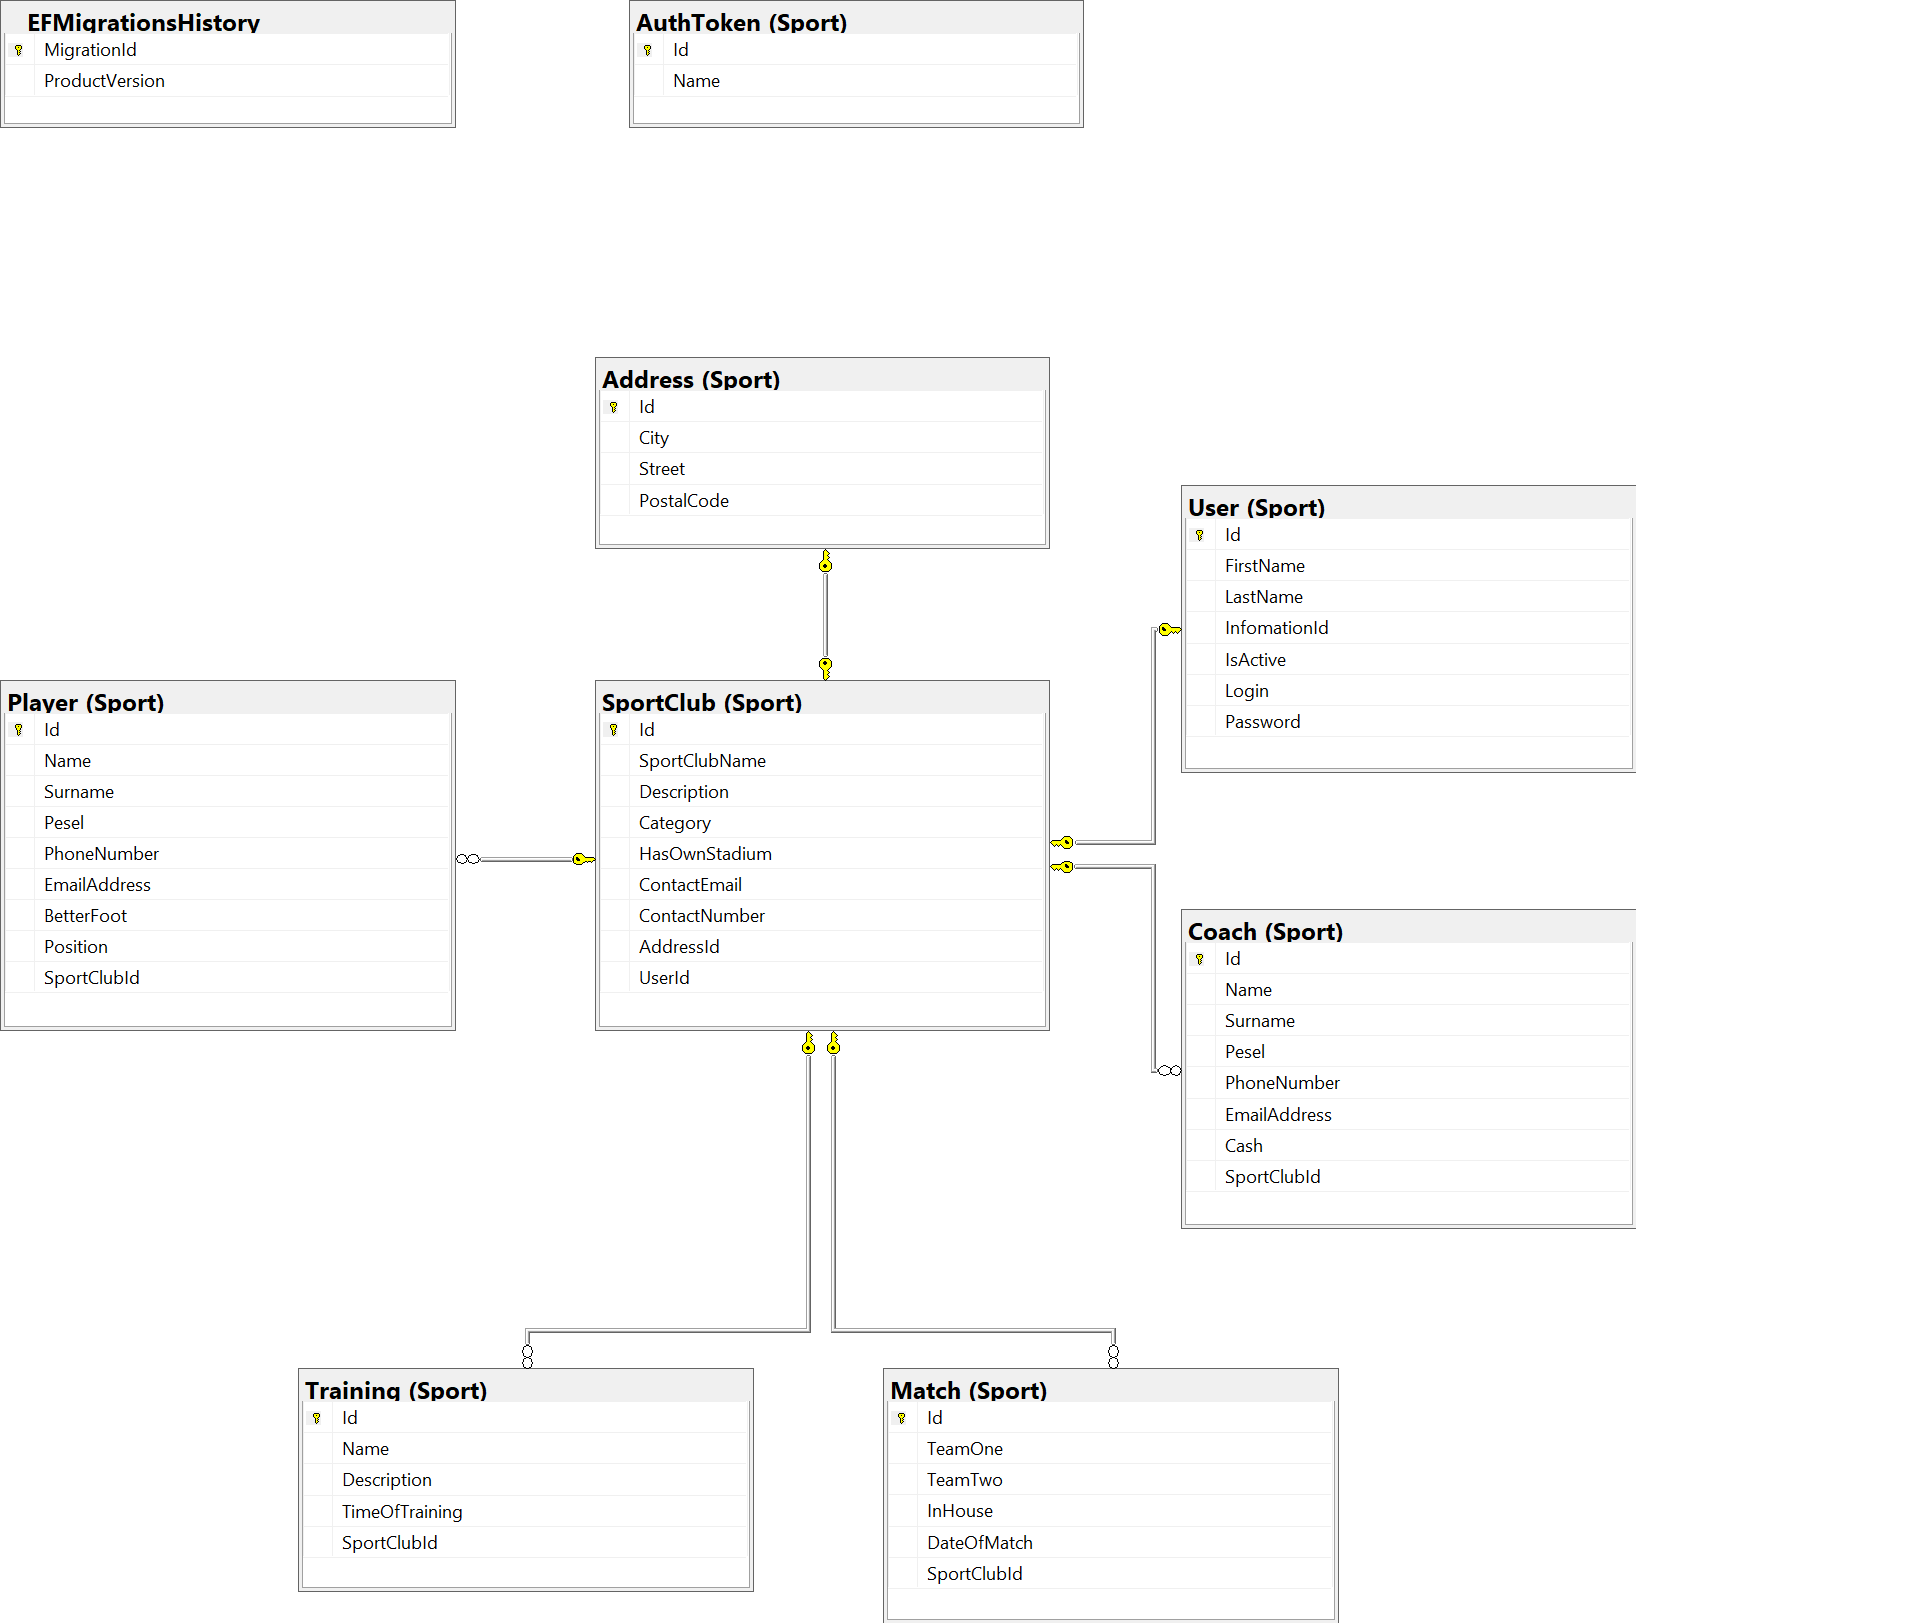 EFMigrationsHistory
MigrationId
ProductVersion
AuthToken (Sport)
Id
Name
Address (Sport)
Id
City
Street
PostalCode
User (Sport)
Id
FirstName
LastName
InfomationId
IsActive
Login
Password
Player (Sport)
Id
Name
Surname
Pesel
PhoneNumber
EmailAddress
BetterFoot
Position
SportClubId
SportClub (Sport)
Id
SportClubName
Description
Category
HasOwnStadium
ContactEmail
ContactNumber
AddressId
UserId
Coach (Sport)
Id
Name
Surname
Pesel
PhoneNumber
EmailAddress
Cash
SportClubId
Training (Sport)
Id
Name
Description
TimeOfTraining
SportClubId
Match (Sport)
Id
TeamOne
TeamTwo
InHouse
DateOfMatch
SportClubId